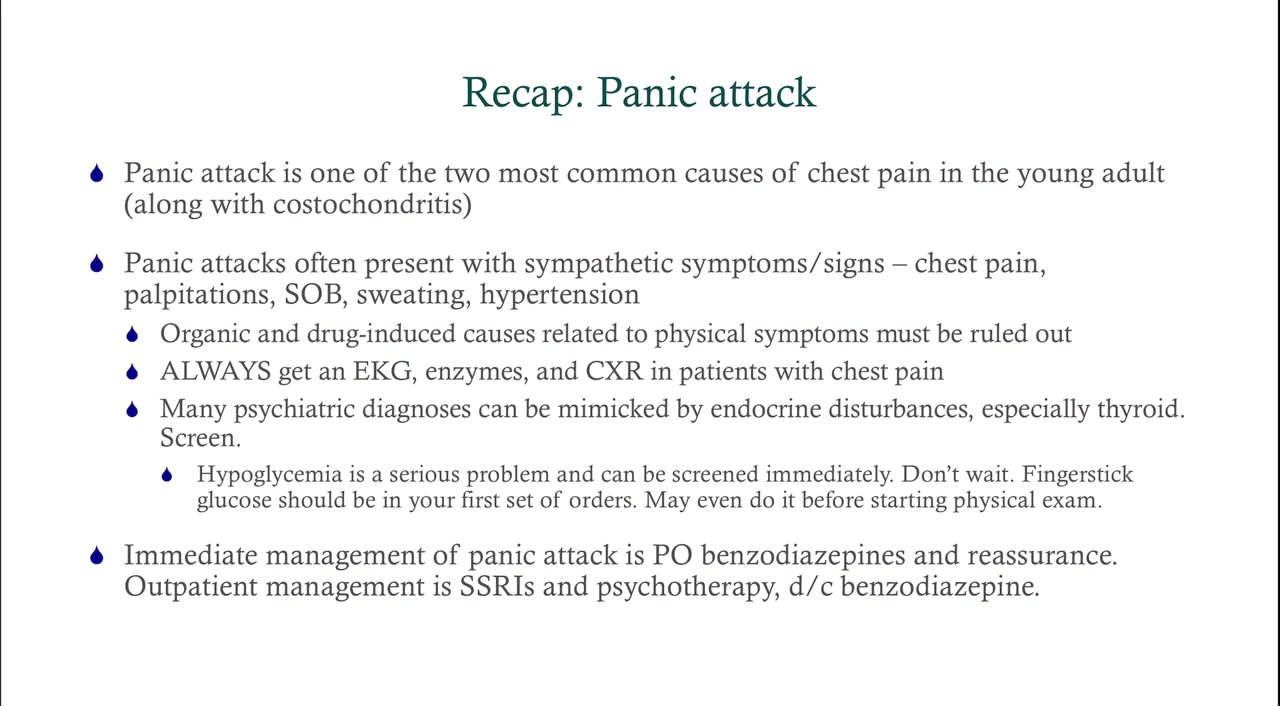 Recap: Panic attack
Panic attack is one of the two most common causes of chest pain in the young adult
(along with costochondritis)
Panic attacks often present with sympathetic symptoms/signs – chest pain,
palpitations, SOB, sweating, hypertension
Organic and drug-induced causes related to physical symptoms must be ruled out
ALWAYS get an EKG, enzymes, and CXR in patients with chest pain
Many psychiatric diagnoses can be mimicked by endocrine disturbances, especially thyroid.
Screen.
Hypoglycemia is a serious problem and can be screened immediately. Don’t wait. Fingerstick
glucose should be in your first set of orders. May even do it before starting physical exam.
Immediate management of panic attack is PO benzodiazepines and reassurance.
Outpatient management is SSRIs and psychotherapy, d/c benzodiazepine.